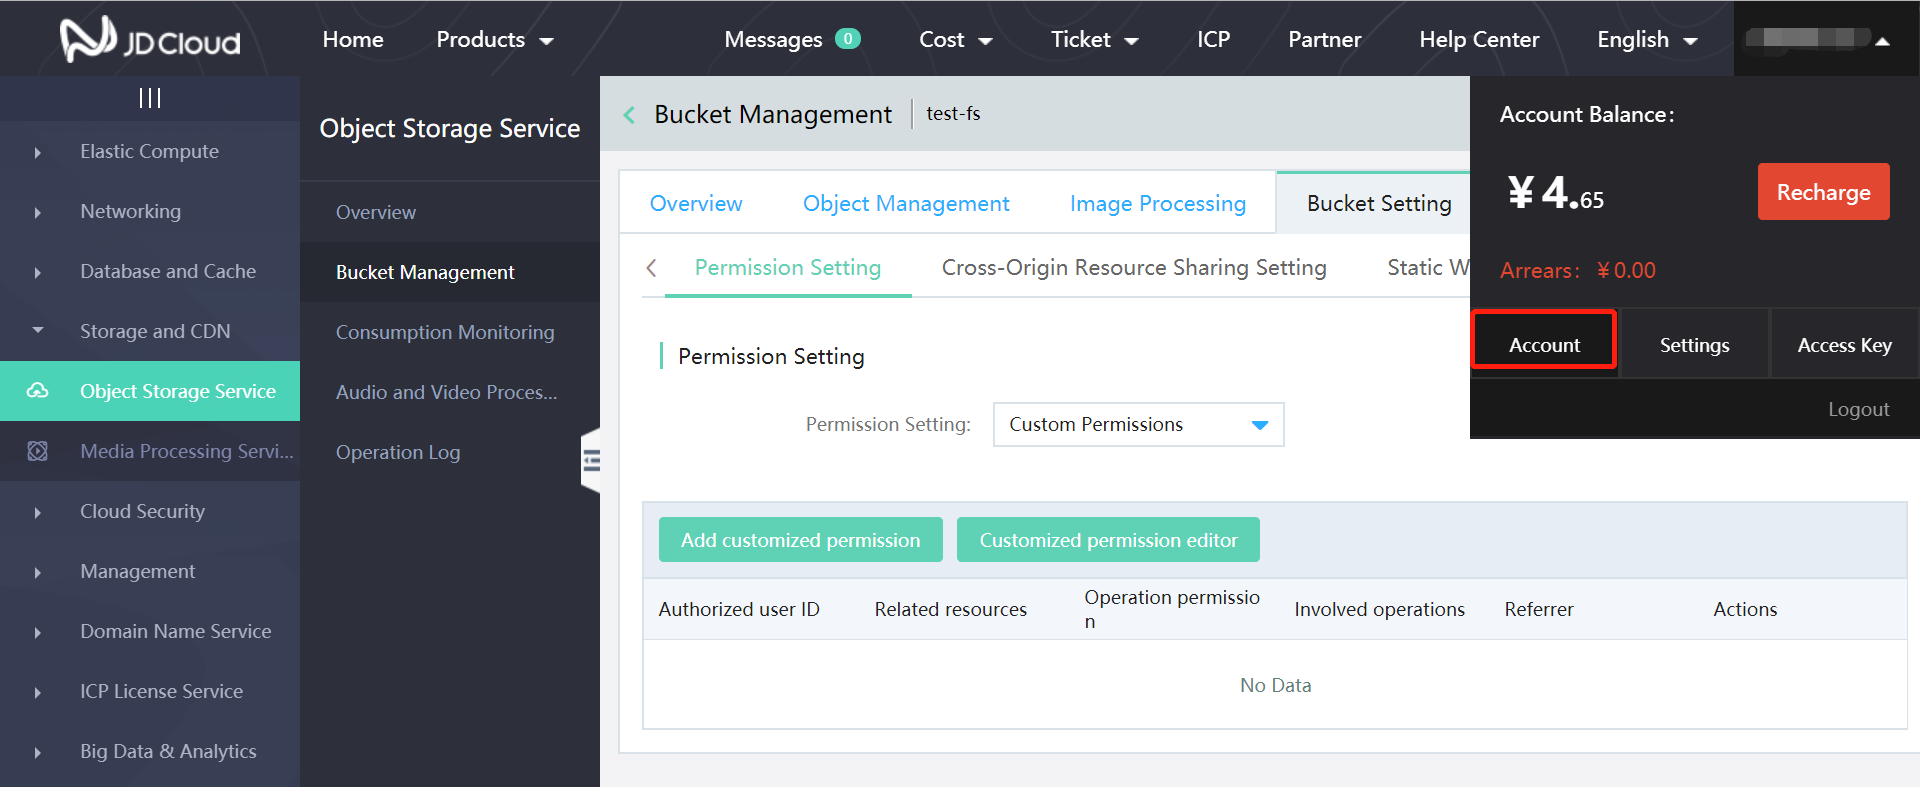 JD Cloud
Home
Products
Messages 0
Cost
Ticket
ICP
Partner
Help Center
English
Elastic Compute
Networking
Database and Cache
Storage and CDN
Object Storage Service
Media Processing Servi...
Cloud Security
Management
Domain Name Service
ICP License Service
Big Data & Analytics
Object Storage Service
Overview
Bucket Management
Consumption Monitoring
Audio and Video Proces...
Operation Log
Bucket Management
test-fs
Overview
Object Management
Image Processing
Bucket Setting
Permission Setting
Cross-Origin Resource Sharing Setting
Static W
Permission Setting
Permission Setting:
Custom Permissions
Add customized permission
Customized permission editor
Authorized user ID
Related resources
Operation permissio
n
Involved operations
Referrer
Actions
No Data
Account Balance:
¥4.65
Recharge
Arrears: ¥0.00
Account
Settings
Access Key
Logout